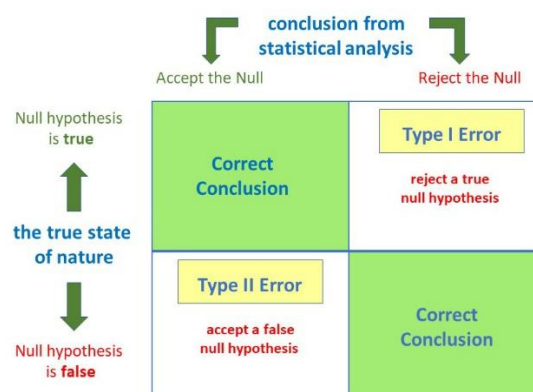 conclusion from
statistical analysis
Accept the Null
Reject the Null
Null hypothesis
is true
Type I Error
Correct
Conclusion
reject a true
null hypothesis
the true state
of nature
Type II Error
accept a false
null hypothesis
Correct
Conclusion
Null hypothesis
is false